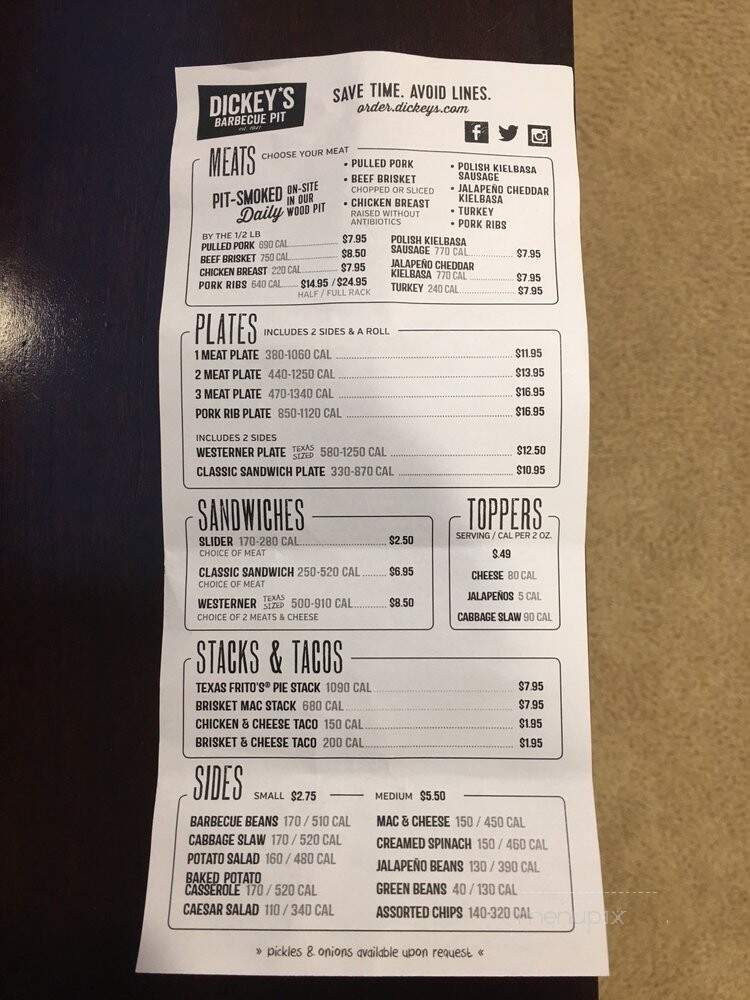 DICKEY'S
BARBECUE PIT
est. 1941
SAVE TIME. AVOID LINES.
order.dickeys.com
MEATS CHOOSE YOUR MEAT
PIT-SMOKED ON-SITE
Daily IN OUR
WOOD PIT
• PULLED PORK
• BEEF BRISKET
CHOPPED OR SLICED
• CHICKEN BREAST
RAISED WITHOUT
ANTIBIOTICS
• POLISH KIELBASA
SAUSAGE
• JALAPEÑO CHEDDAR
KIELBASA
• TURKEY
• PORK RIBS
BY THE 1/2 LB
PULLED PORK 690 CAL $7.95
BEEF BRISKET 750 CAL $8.50
CHICKEN BREAST 220 CAL $7.95
PORK RIBS 640 CAL $14.95 / $24.95
HALF / FULL RACK
POLISH KIELBASA
SAUSAGE 770 CAL $7.95
JALAPEÑO CHEDDAR
KIELBASA 770 CAL $7.95
TURKEY 240 CAL $7.95
PLATES INCLUDES 2 SIDES & A ROLL
1 MEAT PLATE 380-1060 CAL $11.95
2 MEAT PLATE 440-1250 CAL $13.95
3 MEAT PLATE 470-1340 CAL $16.95
PORK RIB PLATE 850-1120 CAL $16.95
INCLUDES 2 SIDES
WESTERNER PLATE TEXAS SIZED 580-1250 CAL $12.50
CLASSIC SANDWICH PLATE 330-870 CAL $10.95
SANDWICHES
SLIDER 170-280 CAL $2.50
CHOICE OF MEAT
CLASSIC SANDWICH 250-520 CAL $6.95
CHOICE OF MEAT
WESTERNER TEXAS SIZED 500-910 CAL $8.50
CHOICE OF 2 MEATS & CHEESE
TOPPERS
SERVING / CAL PER 2 OZ.
$.49
CHEESE 80 CAL
JALAPEÑOS 5 CAL
CABBAGE SLAW 90 CAL
STACKS & TACOS
TEXAS FRITO'S® PIE STACK 1090 CAL $7.95
BRISKET MAC STACK 680 CAL $7.95
CHICKEN & CHEESE TACO 150 CAL $1.95
BRISKET & CHEESE TACO 200 CAL $1.95
SIDES SMALL $2.75 MEDIUM $5.50
BARBECUE BEANS 170 / 510 CAL
CABBAGE SLAW 170 / 520 CAL
POTATO SALAD 160 / 480 CAL
BAKED POTATO
CASSEROLE 170 / 520 CAL
CAESAR SALAD 110 / 340 CAL
MAC & CHEESE 150 / 450 CAL
CREAMED SPINACH 150 / 460 CAL
JALAPEÑO BEANS 130 / 390 CAL
GREEN BEANS 40 / 130 CAL
ASSORTED CHIPS 140-320 CAL
menupix
» pickles & onions available upon request «